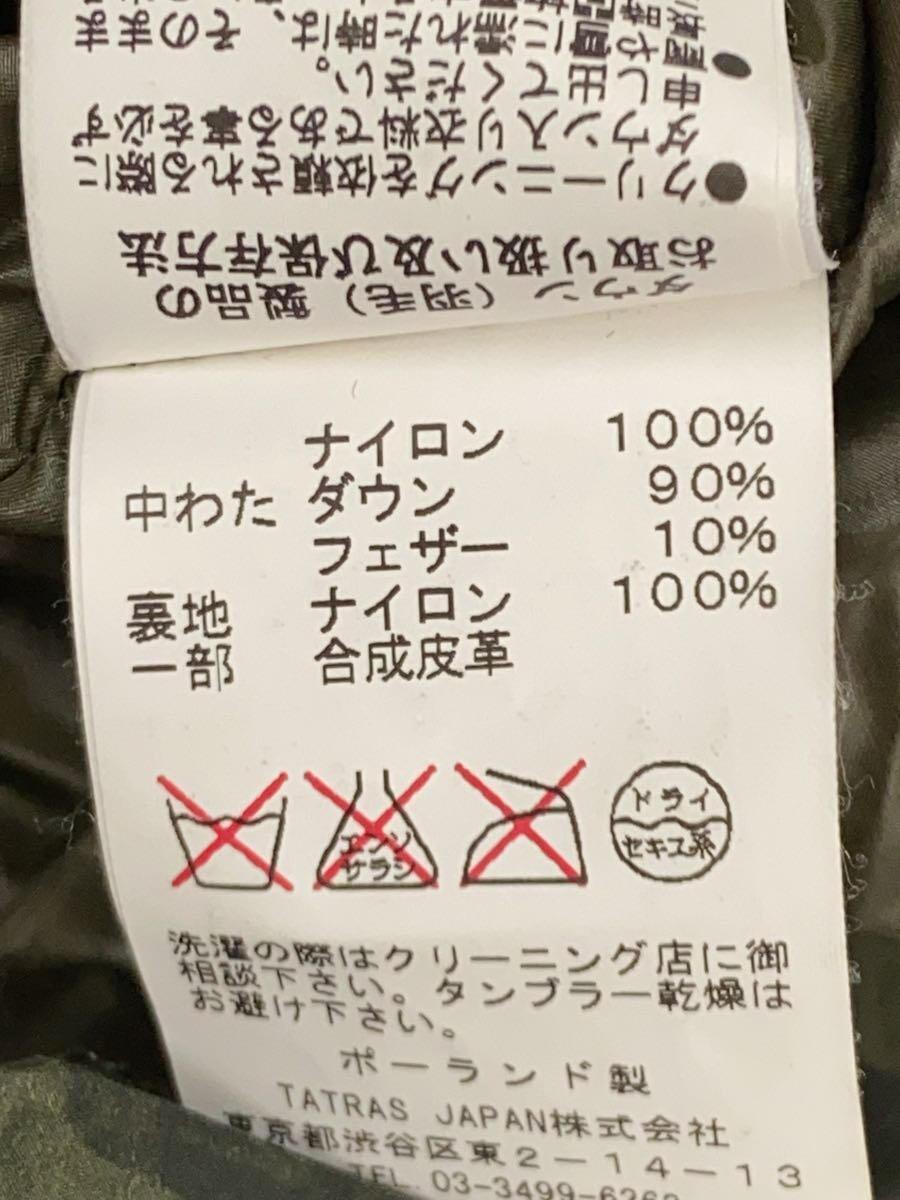 ダウン（羽毛）製品の
お取り扱い及び保存方法
●クリーニングを依頼される際に
ダウン入り衣料である事を必ず
申し出てください。
ナイロン 100%
中わた ダウン 90%
フェザー 10%
裏地 ナイロン 100%
一部 合成皮革
エンソ
サラシ
ドライ
セキユ系
洗濯の際はクリーニング店に御
相談下さい。タンブラー乾燥は
お避け下さい。
ポーランド製
TATRAS JAPAN株式会社
東京都渋谷区東2－14－13
TEL. 03-3499-